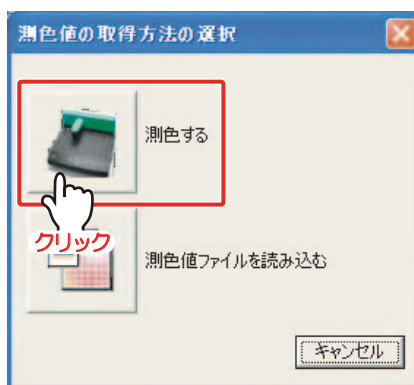 測色値の取得方法の選択
測色する
クリック
測色値ファイルを読み込む
キャンセル